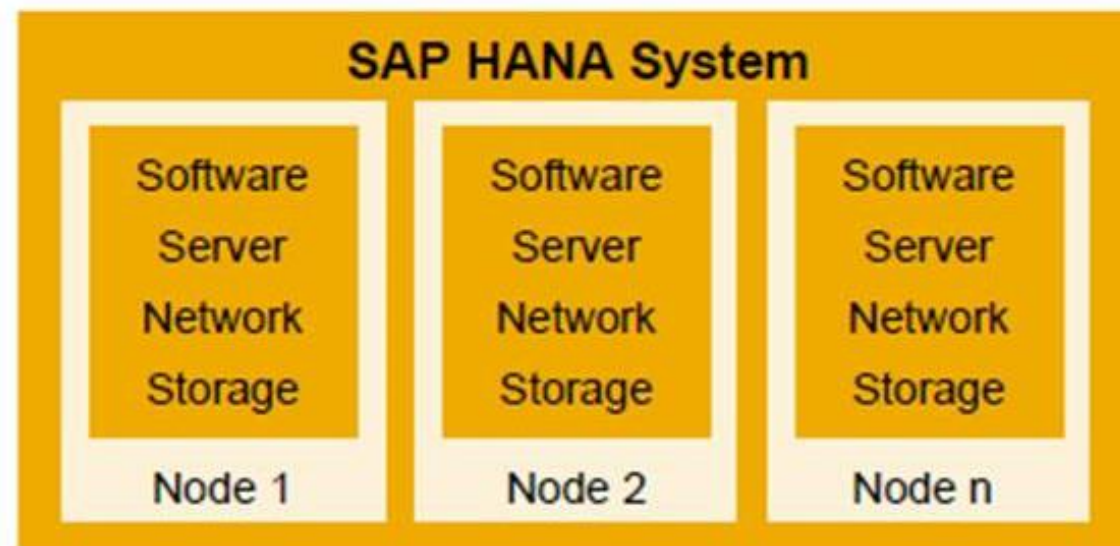 SAP HANA System
Software
Server
Network
Storage
Node 1
Software
Server
Network
Storage
Node 2
Software
Server
Network
Storage
Node n